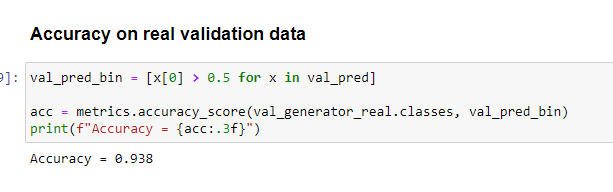 Accuracy on real validation data
9]: val_pred_bin = [x[0] > 0.5 for x in val_pred]
acc = metrics.accuracy_score(val_generator_real.classes, val_pred_bin)
print(f"Accuracy = {acc:.3f}")
Accuracy = 0.938